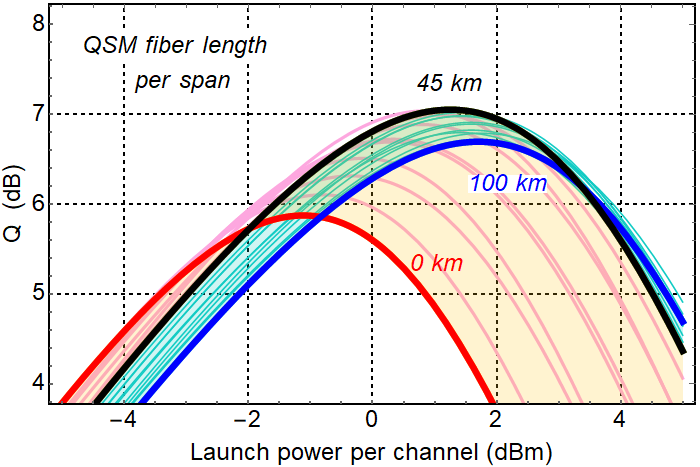 8
QSM fiber length
per span
45 km
7
Q (dB)
100 km
6
0 km
5
4
−4 −2 0 2 4
Launch power per channel (dBm)